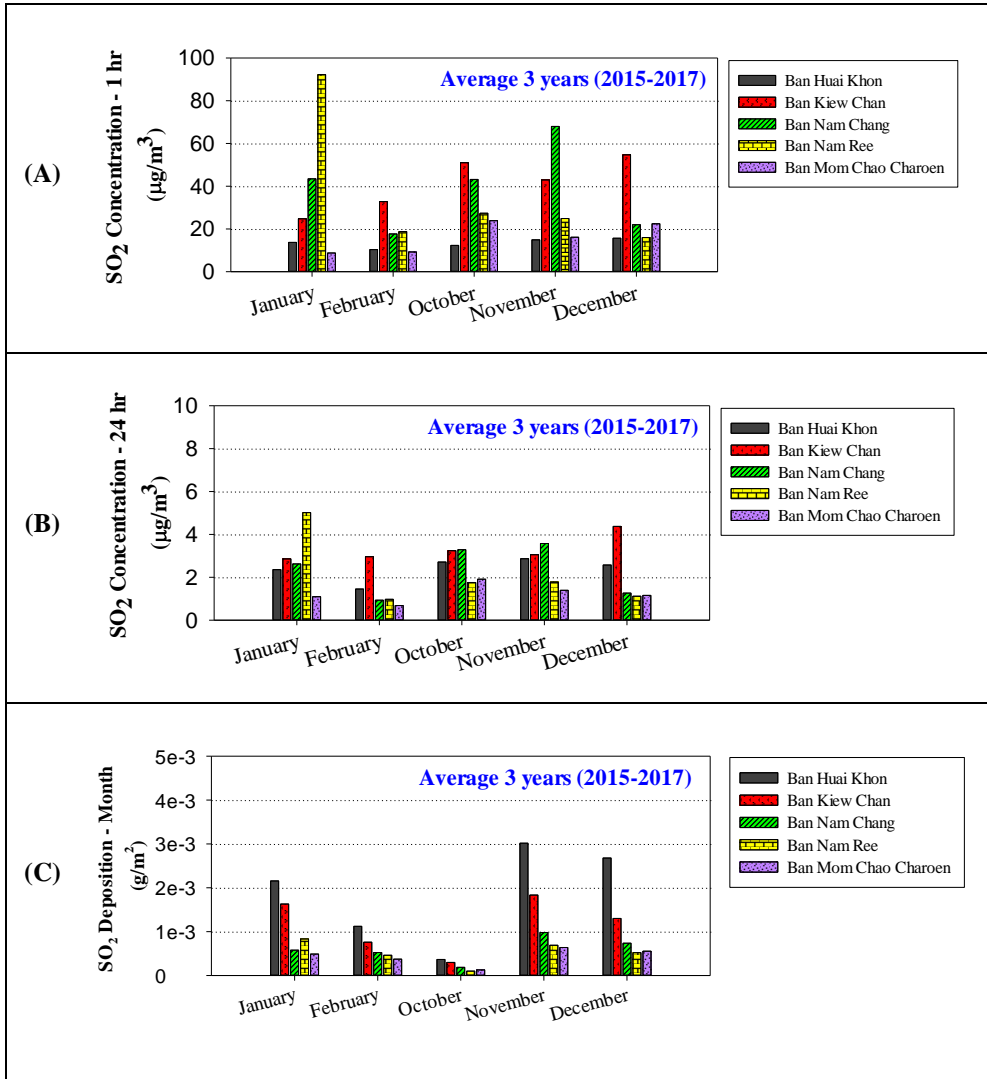 (A)
SO2 Concentration - 1 hr
(µg/m3)
100
80
60
40
20
0
Average 3 years (2015-2017)
January
February
October
November
December
Ban Huai Khon
Ban Kiew Chan
Ban Nam Chang
Ban Nam Ree
Ban Mom Chao Charoen
(B)
SO2 Concentration - 24 hr
(µg/m3)
10
8
6
4
2
0
Average 3 years (2015-2017)
January
February
October
November
December
Ban Huai Khon
Ban Kiew Chan
Ban Nam Chang
Ban Nam Ree
Ban Mom Chao Charoen
(C)
SO2 Deposition - Month
(g/m2)
5e-3
4e-3
3e-3
2e-3
1e-3
0
Average 3 years (2015-2017)
January
February
October
November
December
Ban Huai Khon
Ban Kiew Chan
Ban Nam Chang
Ban Nam Ree
Ban Mom Chao Charoen